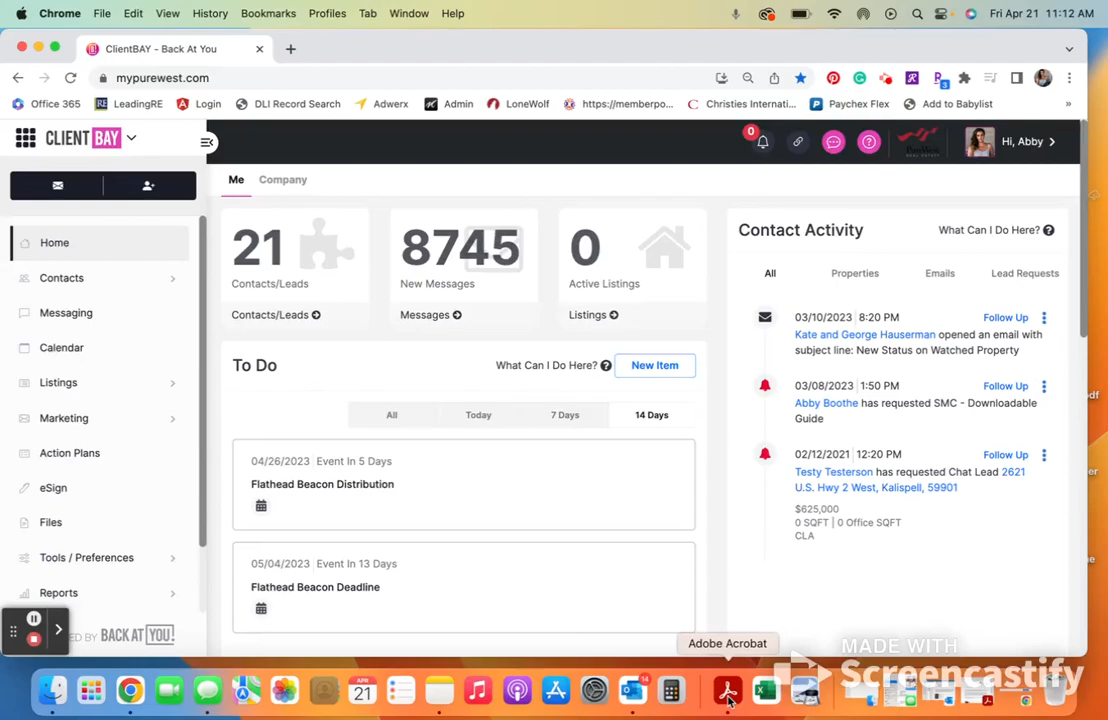 Chrome File Edit View History Bookmarks Profiles Tab Window Help Fri Apr 21 11:12 AM
ClientBAY - Back At You
mypurewest.com
3
Office 365 LeadingRE Login DLI Record Search Adwerx Admin LoneWolf https://memberpo... Christies Internati... Paychex Flex Add to Babylist »
CLIENT BAY
0
Hi, Abby
Me Company
Home
Contacts
Messaging
Calendar
Listings
Marketing
Action Plans
eSign
Files
Tools / Preferences
Reports
ED BY BACK AT YOU!
21
Contacts/Leads
Contacts/Leads
8745
New Messages
Messages
0
Active Listings
Listings
To Do What Can I Do Here? New Item
All Today 7 Days 14 Days
04/26/2023 Event In 5 Days
Flathead Beacon Distribution
05/04/2023 Event In 13 Days
Flathead Beacon Deadline
Contact Activity What Can I Do Here?
All Properties Emails Lead Requests
03/10/2023 8:20 PM Follow Up
Kate and George Hauserman opened an email with
subject line: New Status on Watched Property
03/08/2023 1:50 PM Follow Up
Abby Boothe has requested SMC - Downloadable
Guide
02/12/2021 12:20 PM Follow Up
Testy Testerson has requested Chat Lead 2621
U.S. Hwy 2 West, Kalispell, 59901
$625,000
0 SQFT | 0 Office SQFT
CLA
Adobe Acrobat
MADE WITH
Screencastify
APR
21
14